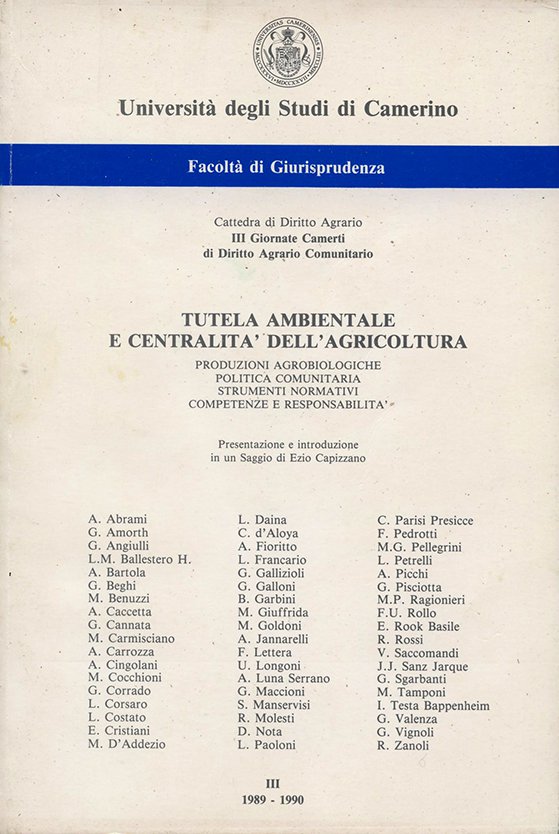 UNIVERSITAS CAMERINENSIS
Università degli Studi di Camerino
Facoltà di Giurisprudenza
Cattedra di Diritto Agrario
III Giornate Camerti
di Diritto Agrario Comunitario
TUTELA AMBIENTALE
E CENTRALITA' DELL'AGRICOLTURA
PRODUZIONI AGROBIOLOGICHE
POLITICA COMUNITARIA
STRUMENTI NORMATIVI
COMPETENZE E RESPONSABILITA'
Presentazione e introduzione
in un Saggio di Ezio Capizzano
A. Abrami
G. Amorth
G. Angiulli
L.M. Ballestero H.
A. Bartola
G. Beghi
M. Benuzzi
A. Caccetta
G. Cannata
M. Carmisciano
A. Carrozza
A. Cingolani
M. Cocchioni
G. Corrado
L. Corsaro
L. Costato
E. Cristiani
M. D'Addezio
L. Daina
C. d'Aloya
A. Fioritto
L. Francario
G. Gallizioli
G. Galloni
B. Garbini
M. Giuffrida
M. Goldoni
A. Jannarelli
F. Lettera
U. Longoni
A. Luna Serrano
G. Maccioni
S. Manservisi
R. Molesti
D. Nota
L. Paoloni
C. Parisi Presicce
F. Pedrotti
M.G. Pellegrini
L. Petrelli
A. Picchi
G. Pisciotta
M.P. Ragionieri
F.U. Rollo
E. Rook Basile
R. Rossi
V. Saccomandi
J.J. Sanz Jarque
G. Sgarbanti
M. Tamponi
I. Testa Bappenheim
G. Valenza
G. Vignoli
R. Zanoli
III
1989 - 1990